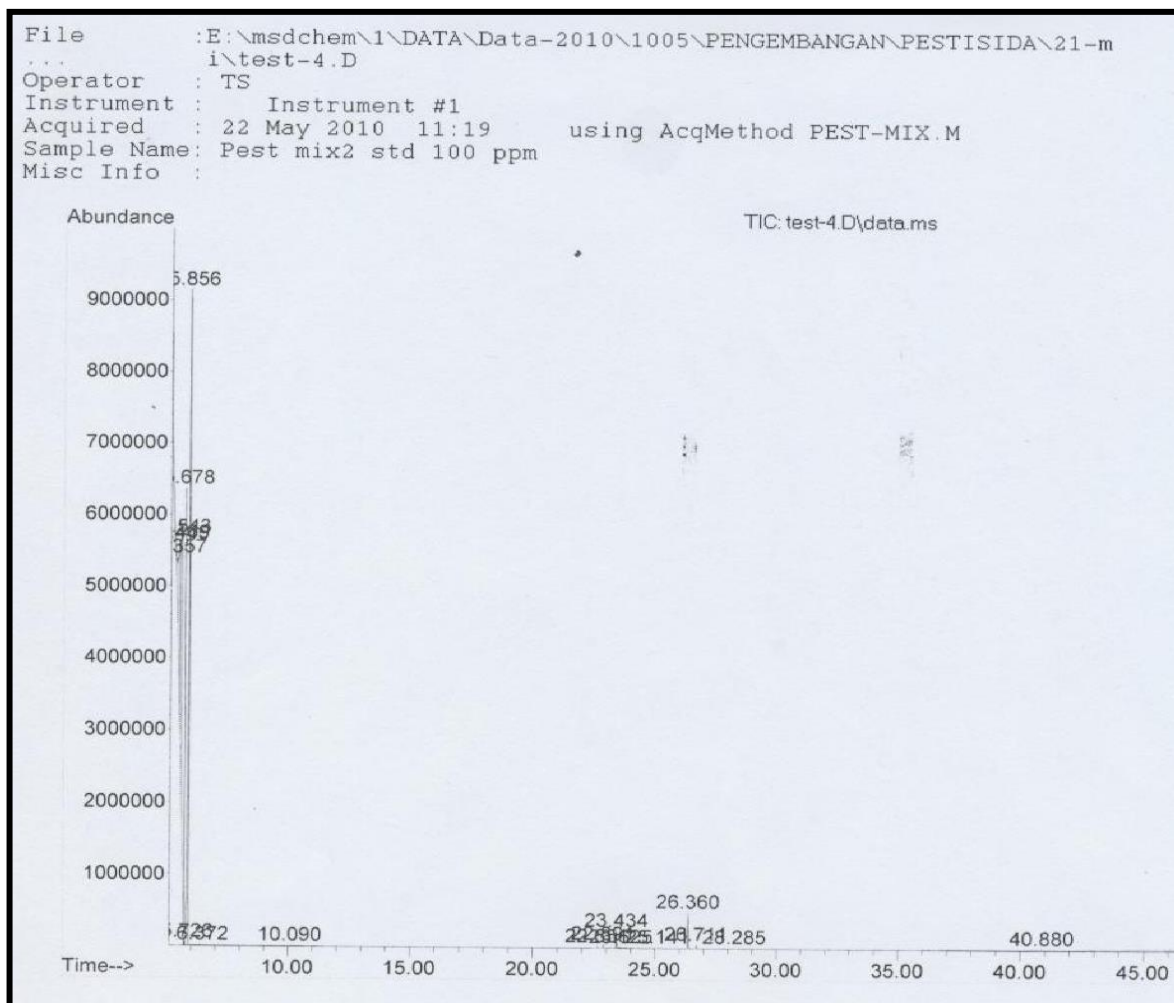 File :E:\msdchem\1\DATA\Data-2010\1005\PENGEMBANGAN\PESTISIDA\21-m
... i\test-4.D
Operator : TS
Instrument : Instrument #1
Acquired : 22 May 2010 11:19 using AcqMethod PEST-MIX.M
Sample Name: Pest mix2 std 100 ppm
Misc Info :
Abundance
TIC: test-4.D\data.ms
5.856
9000000
8000000
7000000
.678
6000000
5000000
4000000
3000000
2000000
1000000
26.360
23.434
10.090
28.285
40.880
Time-->
10.00 15.00 20.00 25.00 30.00 35.00 40.00 45.00